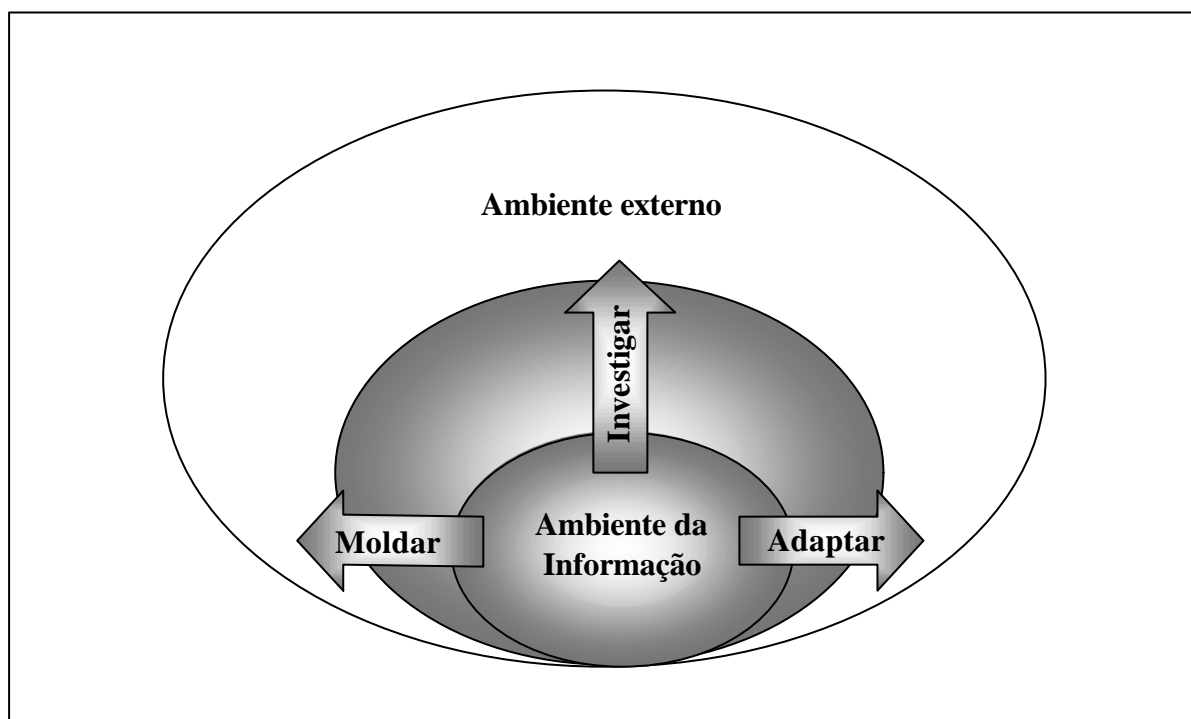 Ambiente externo
Investigar
Moldar
Ambiente da
Informação
Adaptar